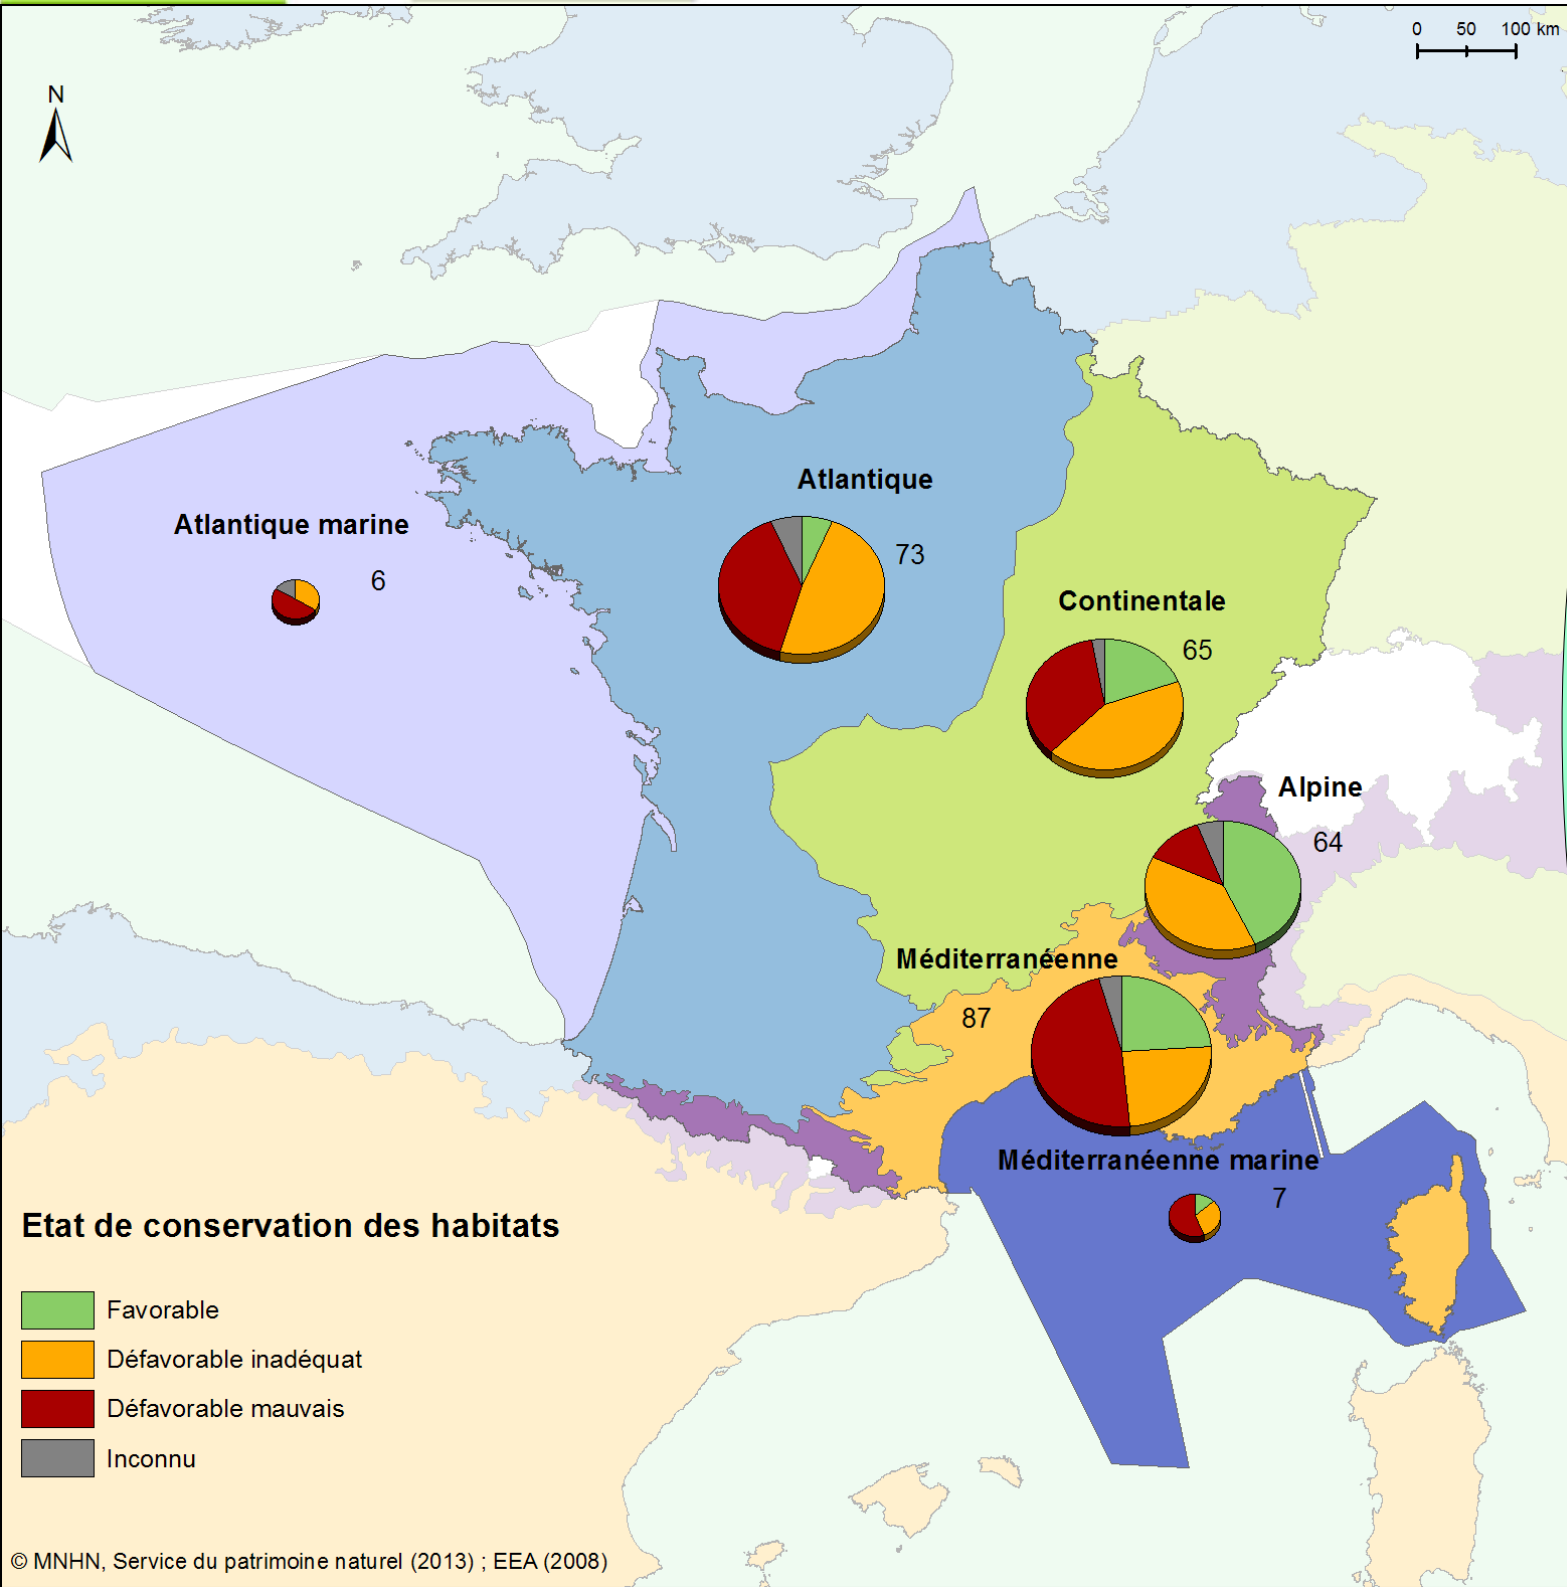 0 50 100 km
N
Atlantique
73
Atlantique marine
6
Continentale
65
Alpine
64
Méditerranéenne
87
Méditerranéenne marine
7
Etat de conservation des habitats
Favorable
Défavorable inadéquat
Défavorable mauvais
Inconnu
© MNHN, Service du patrimoine naturel (2013) ; EEA (2008)